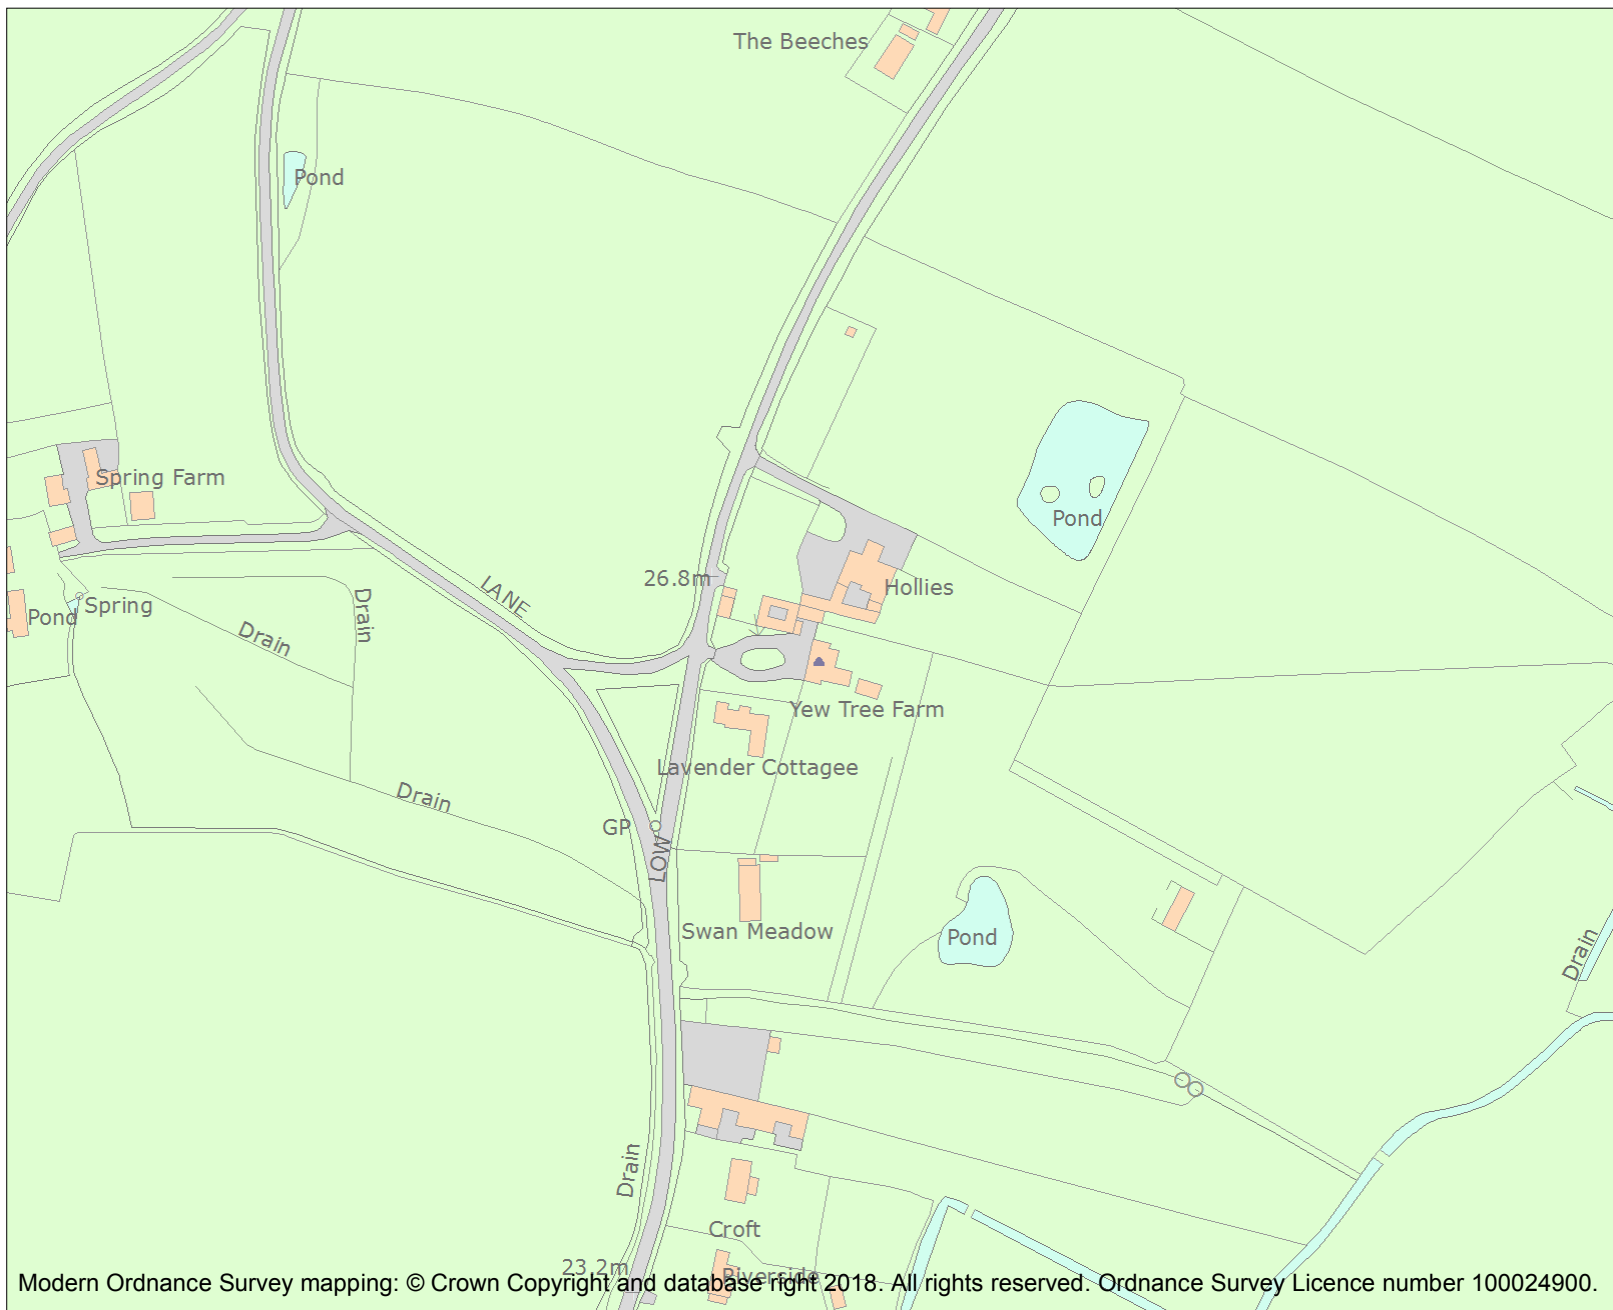 The Beeches
Pond
Spring Farm
Pond
LANE
26.8m
Hollies
Drain
Spring
Pond
Drain
Yew Tree Farm
Lavender Cottagee
Drain
GP
LOW
Swan Meadow
Pond
Drain
Drain
Croft
23.2m
Riverside
Modern Ordnance Survey mapping: © Crown Copyright and database right 2018. All rights reserved. Ordnance Survey Licence number 100024900.